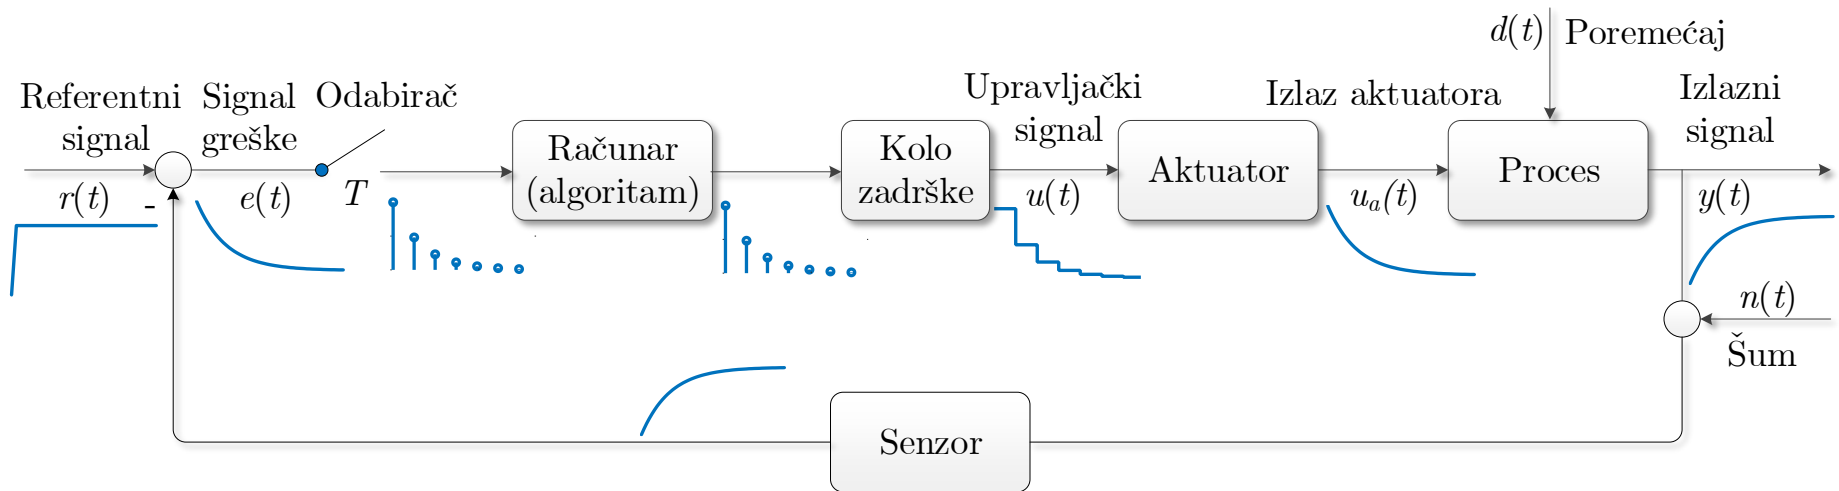 d(t) Poremećaj
Referentni
signal
Signal
greške
Odabirač
Upravljački
signal
Izlaz aktuatora
Izlazni
signal
Računar
(algoritam)
Kolo
zadrške
Aktuator
Proces
r(t)
-
e(t)
T
u(t)
uₐ(t)
y(t)
n(t)
Šum
Senzor